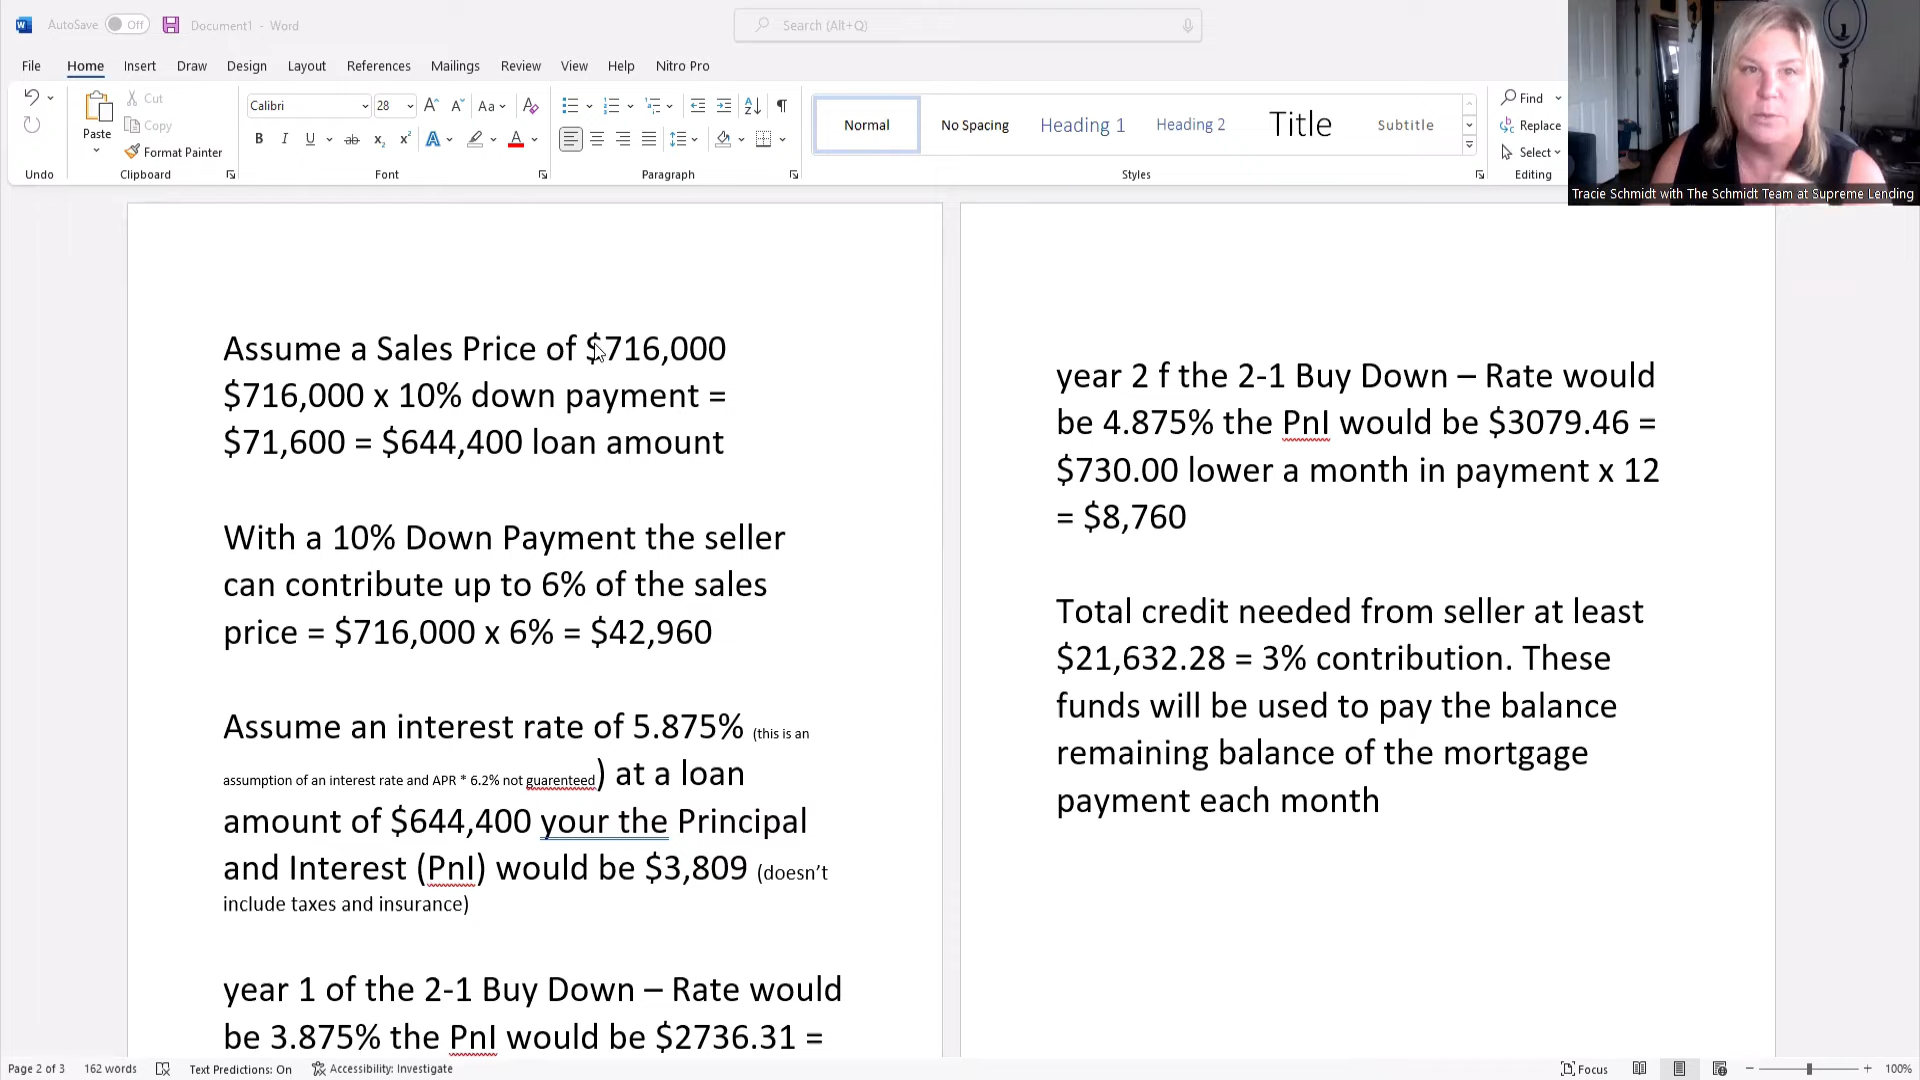 AutoSave Off Document1 - Word
Search (Alt+Q)
File Home Insert Draw Design Layout References Mailings Review View Help Nitro Pro
Undo
Paste
Cut
Copy
Format Painter
Clipboard
Calibri 28
Font
Paragraph
Normal No Spacing Heading 1 Heading 2 Title Subtitle
Styles
Find
Replace
Select
Editing
Tracie Schmidt with The Schmidt Team at Supreme Lending
Assume a Sales Price of $716,000
$716,000 x 10% down payment =
$71,600 = $644,400 loan amount
With a 10% Down Payment the seller
can contribute up to 6% of the sales
price = $716,000 x 6% = $42,960
Assume an interest rate of 5.875% (this is an
assumption of an interest rate and APR * 6.2% not guarenteed) at a loan
amount of $644,400 your the Principal
and Interest (PnI) would be $3,809 (doesn't
include taxes and insurance)
year 1 of the 2-1 Buy Down – Rate would
be 3.875% the PnI would be $2736.31 =
year 2 f the 2-1 Buy Down – Rate would
be 4.875% the PnI would be $3079.46 =
$730.00 lower a month in payment x 12
= $8,760
Total credit needed from seller at least
$21,632.28 = 3% contribution. These
funds will be used to pay the balance
remaining balance of the mortgage
payment each month
Page 2 of 3 162 words Text Predictions: On Accessibility: Investigate
Focus 100%